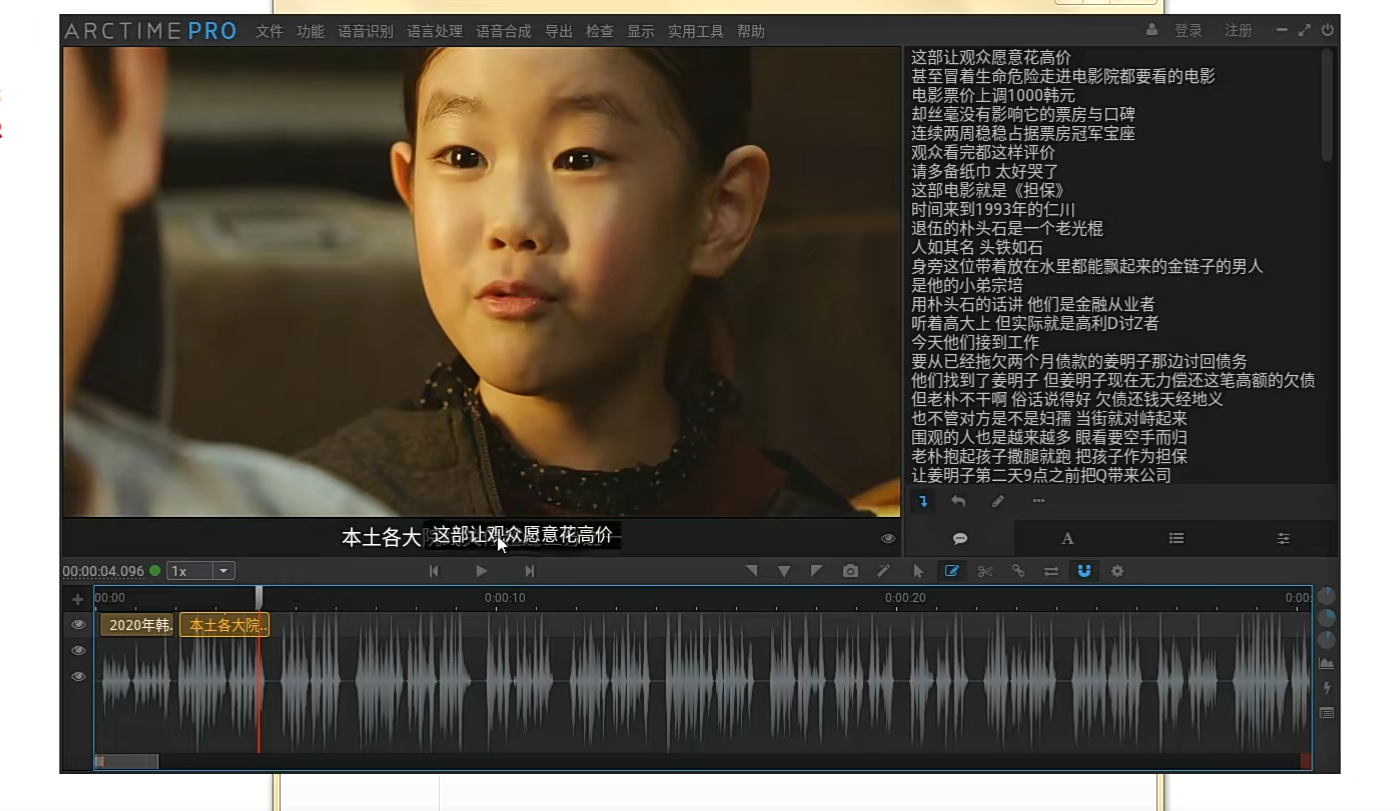 ARCTIME PRO 文件 功能 语音识别 语言处理 语音合成 导出 检查 显示 实用工具 帮助 登录 注册
这部让观众愿意花高价
甚至冒着生命危险走进电影院都要看的电影
电影票价上调1000韩元
却丝毫没有影响它的票房与口碑
连续两周稳稳占据票房冠军宝座
观众看完都这样评价
请多备纸巾 太好哭了
这部电影就是《担保》
时间来到1993年的仁川
退伍的朴头石是一个老光棍
人如其名 头铁如石
身旁这位带着放在水里都能飘起来的金链子的男人
是他的小弟宗培
用朴头石的话讲 他们是金融从业者
听着高大上 但实际就是高利D讨Z者
今天他们接到工作
要从已经拖欠两个月债款的姜明子那边讨回债务
他们找到了姜明子 但姜明子现在无力偿还这笔高额的欠债
但老朴不干啊 俗话说得好 欠债还钱天经地义
也不管对方是不是妇孺 当街就对峙起来
围观的人也是越来越多 眼看要空手而归
老朴抱起孩子撒腿就跑 把孩子作为担保
让姜明子第二天9点之前把Q带来公司
本土各大
这部让观众愿意花高价
A
00:00:04.096 1x
00:00 0:00:10 0:00:20 0:00:
2020年韩.
本土各大院..